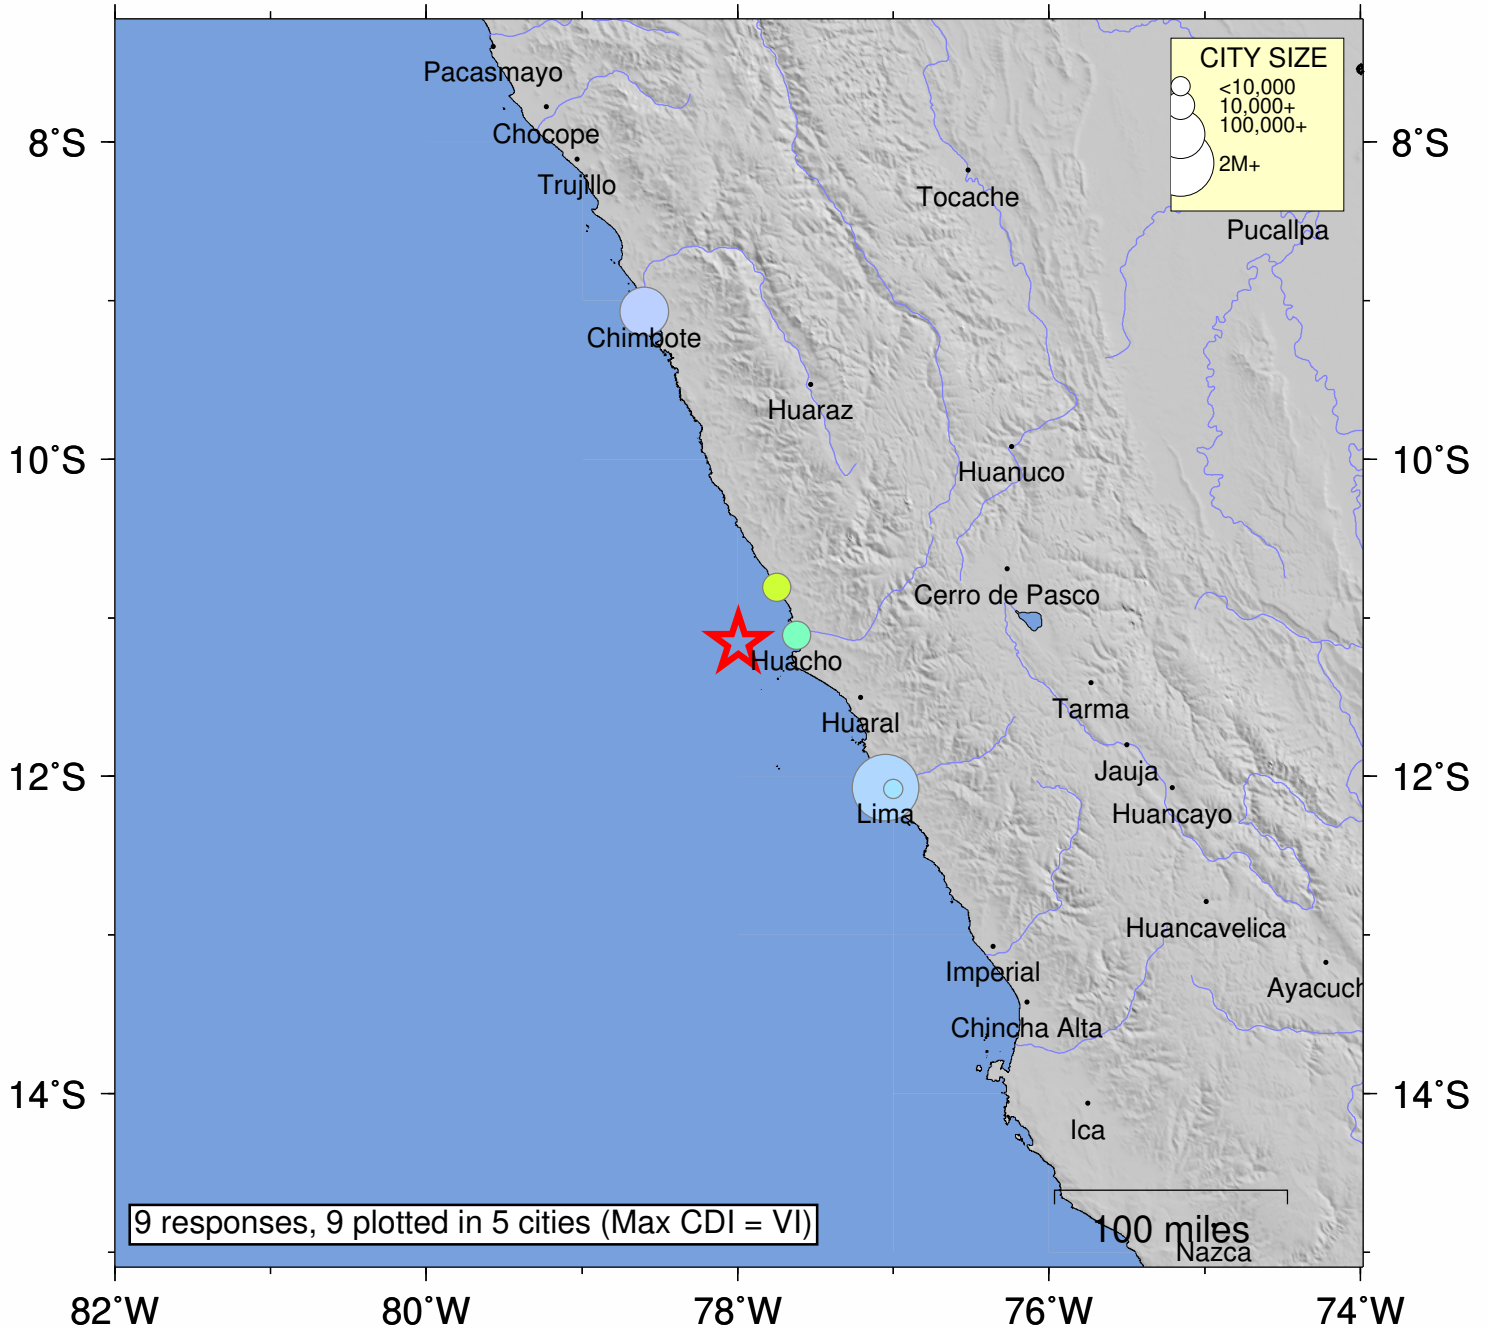 CITY SIZE
<10,000
10,000+
100,000+
2M+
Pacasmayo
Chocope
8°S
8°S
Trujillo
Tocache
Pucallpa
Chimbote
Huaraz
10°S
10°S
Huanuco
Cerro de Pasco
Huacho
Huaral
Tarma
Jauja
12°S
12°S
Lima
Huancayo
Huancavelica
Imperial
Ayacuch
Chincha Alta
14°S
14°S
Ica
9 responses, 9 plotted in 5 cities (Max CDI = VI)
100 miles
Nazca
82°W
80°W
78°W
76°W
74°W